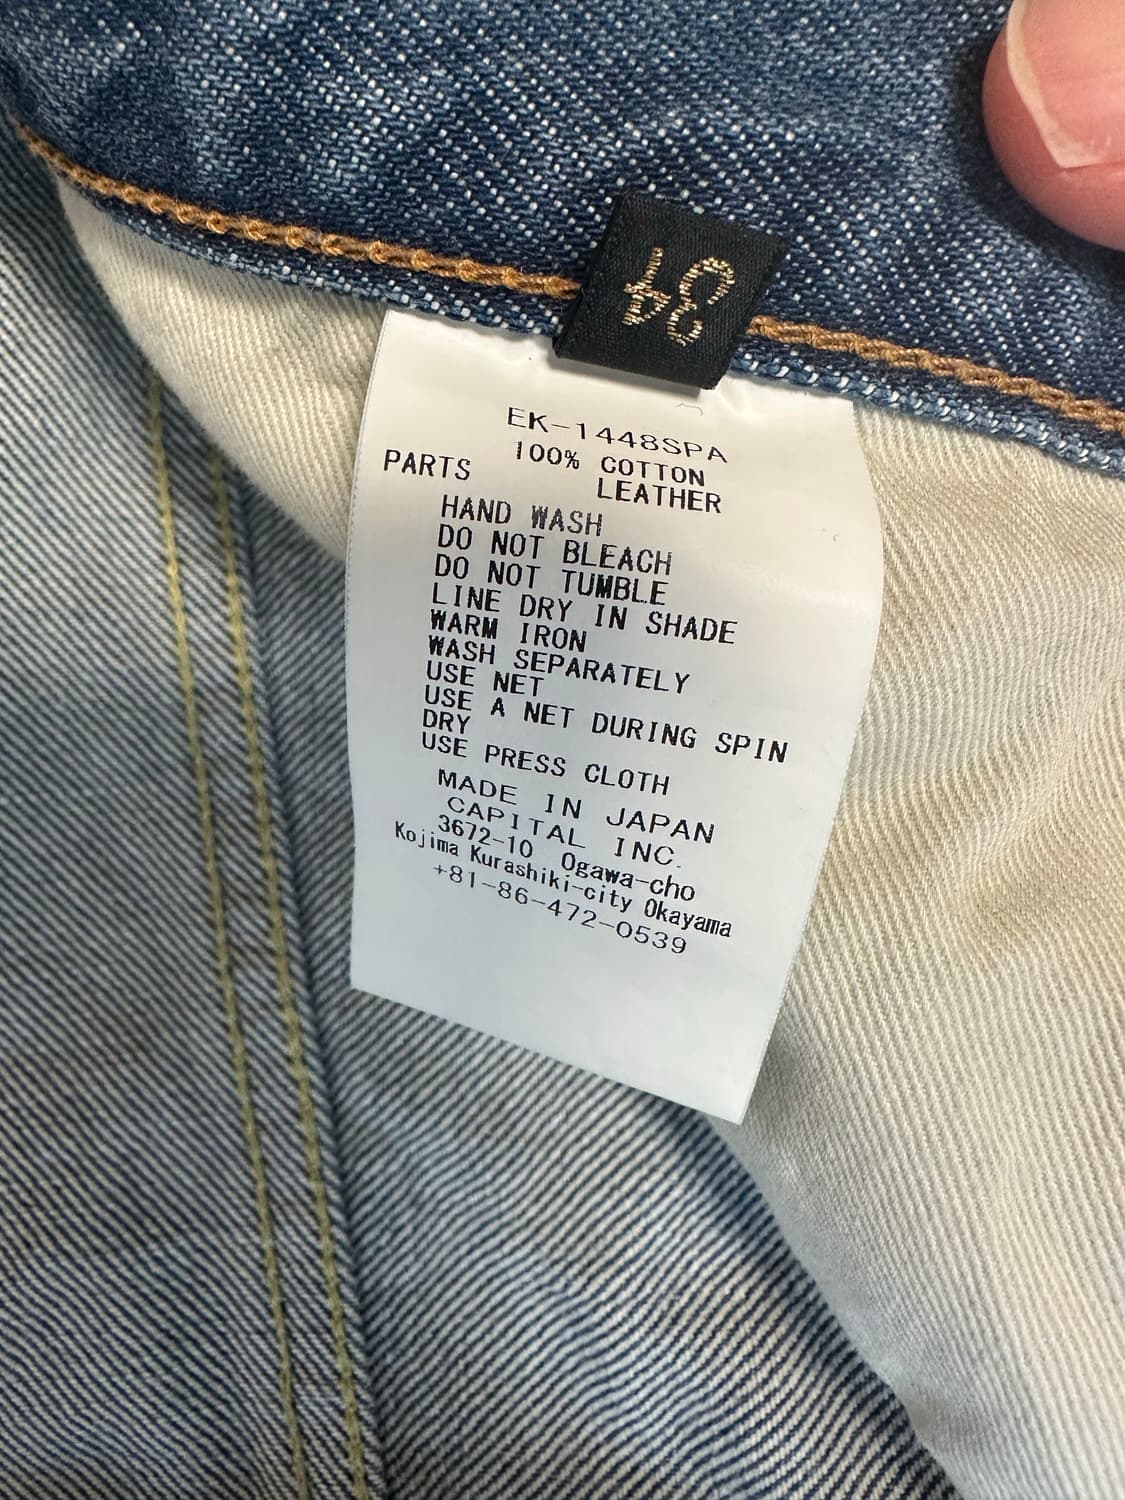 34
EK-1448SPA
100% COTTON
PARTS LEATHER
HAND WASH
DO NOT BLEACH
DO NOT TUMBLE
LINE DRY IN SHADE
WARM IRON
WASH SEPARATELY
USE NET
USE A NET DURING SPIN
DRY
USE PRESS CLOTH
MADE IN JAPAN
CAPITAL INC.
3672-10 Ogawa-cho
Kojima Kurashiki-city Okayama
+81-86-472-0539